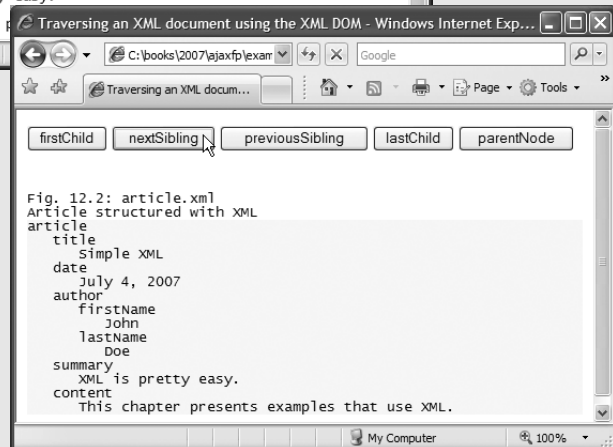 easy.
Traversing an XML document using the XML DOM - Windows Internet Exp...
C:\books\2007\ajaxfp\exam
Google
Traversing an XML docum...
Page
Tools
»
firstChild
nextSibling
previousSibling
lastChild
parentNode
Fig. 12.2: article.xml
Article structured with XML
article
title
Simple XML
date
July 4, 2007
author
firstName
John
lastName
Doe
summary
XML is pretty easy.
content
This chapter presents examples that use XML.
My Computer
100%